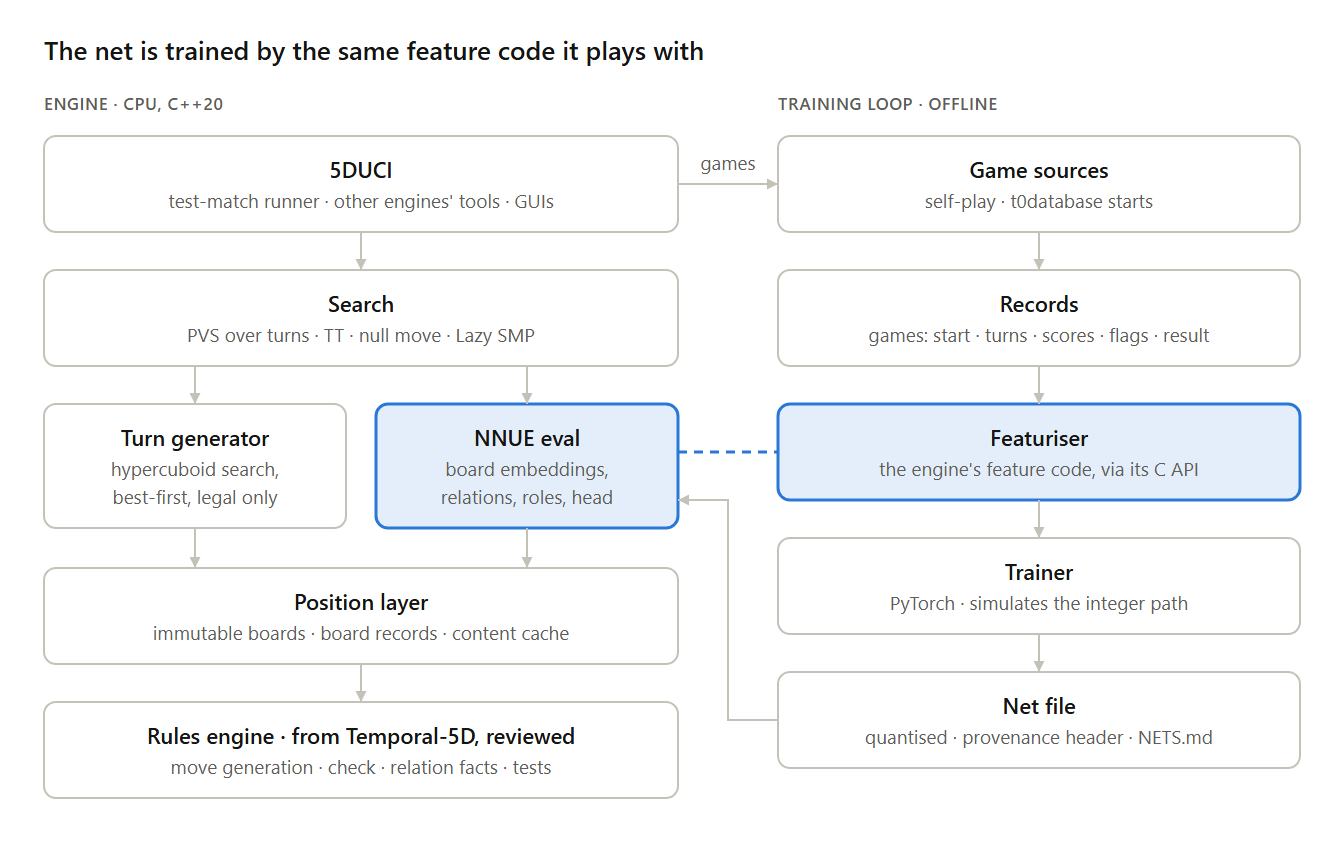 The net is trained by the same feature code it plays with
ENGINE · CPU, C++20
TRAINING LOOP · OFFLINE
5DUCI
test-match runner · other engines' tools · GUIs
games
Game sources
self-play · t0database starts
Search
PVS over turns · TT · null move · Lazy SMP
Records
games: start · turns · scores · flags · result
Turn generator
hypercuboid search,
best-first, legal only
NNUE eval
board embeddings,
relations, roles, head
Featuriser
the engine's feature code, via its C API
Position layer
immutable boards · board records · content cache
Trainer
PyTorch · simulates the integer path
Rules engine · from Temporal-5D, reviewed
move generation · check · relation facts · tests
Net file
quantised · provenance header · NETS.md